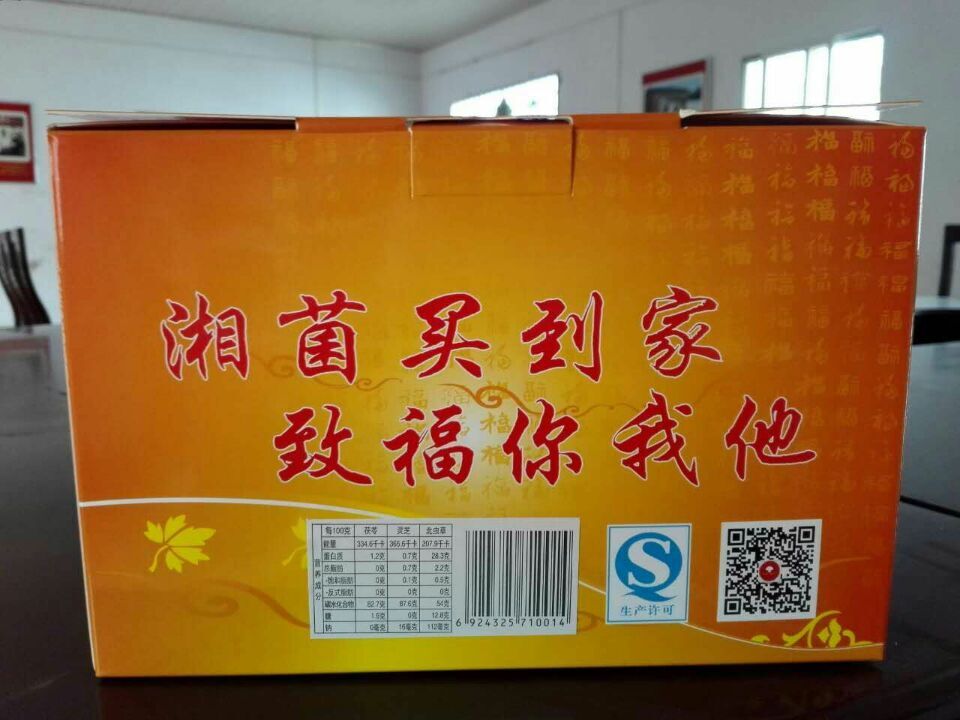 湘菌买到家
致福你我他
每100克 茯苓 灵芝 北虫草
能量 334.6千卡 365.6千卡 207.9千卡
蛋白质 1.2克 0.7克 28.3克
总脂肪 0克 0.7克 2.2克
-饱和脂肪 0克 0.1克 0.5克
-反式脂肪 0克 0克 0克
碳水化合物 82.7克 87.6克 54克
糖 1.9克 0克 12.8克
钠 0毫克 16毫克 112毫克
营养成分
6 924325 710014
S
生产许可